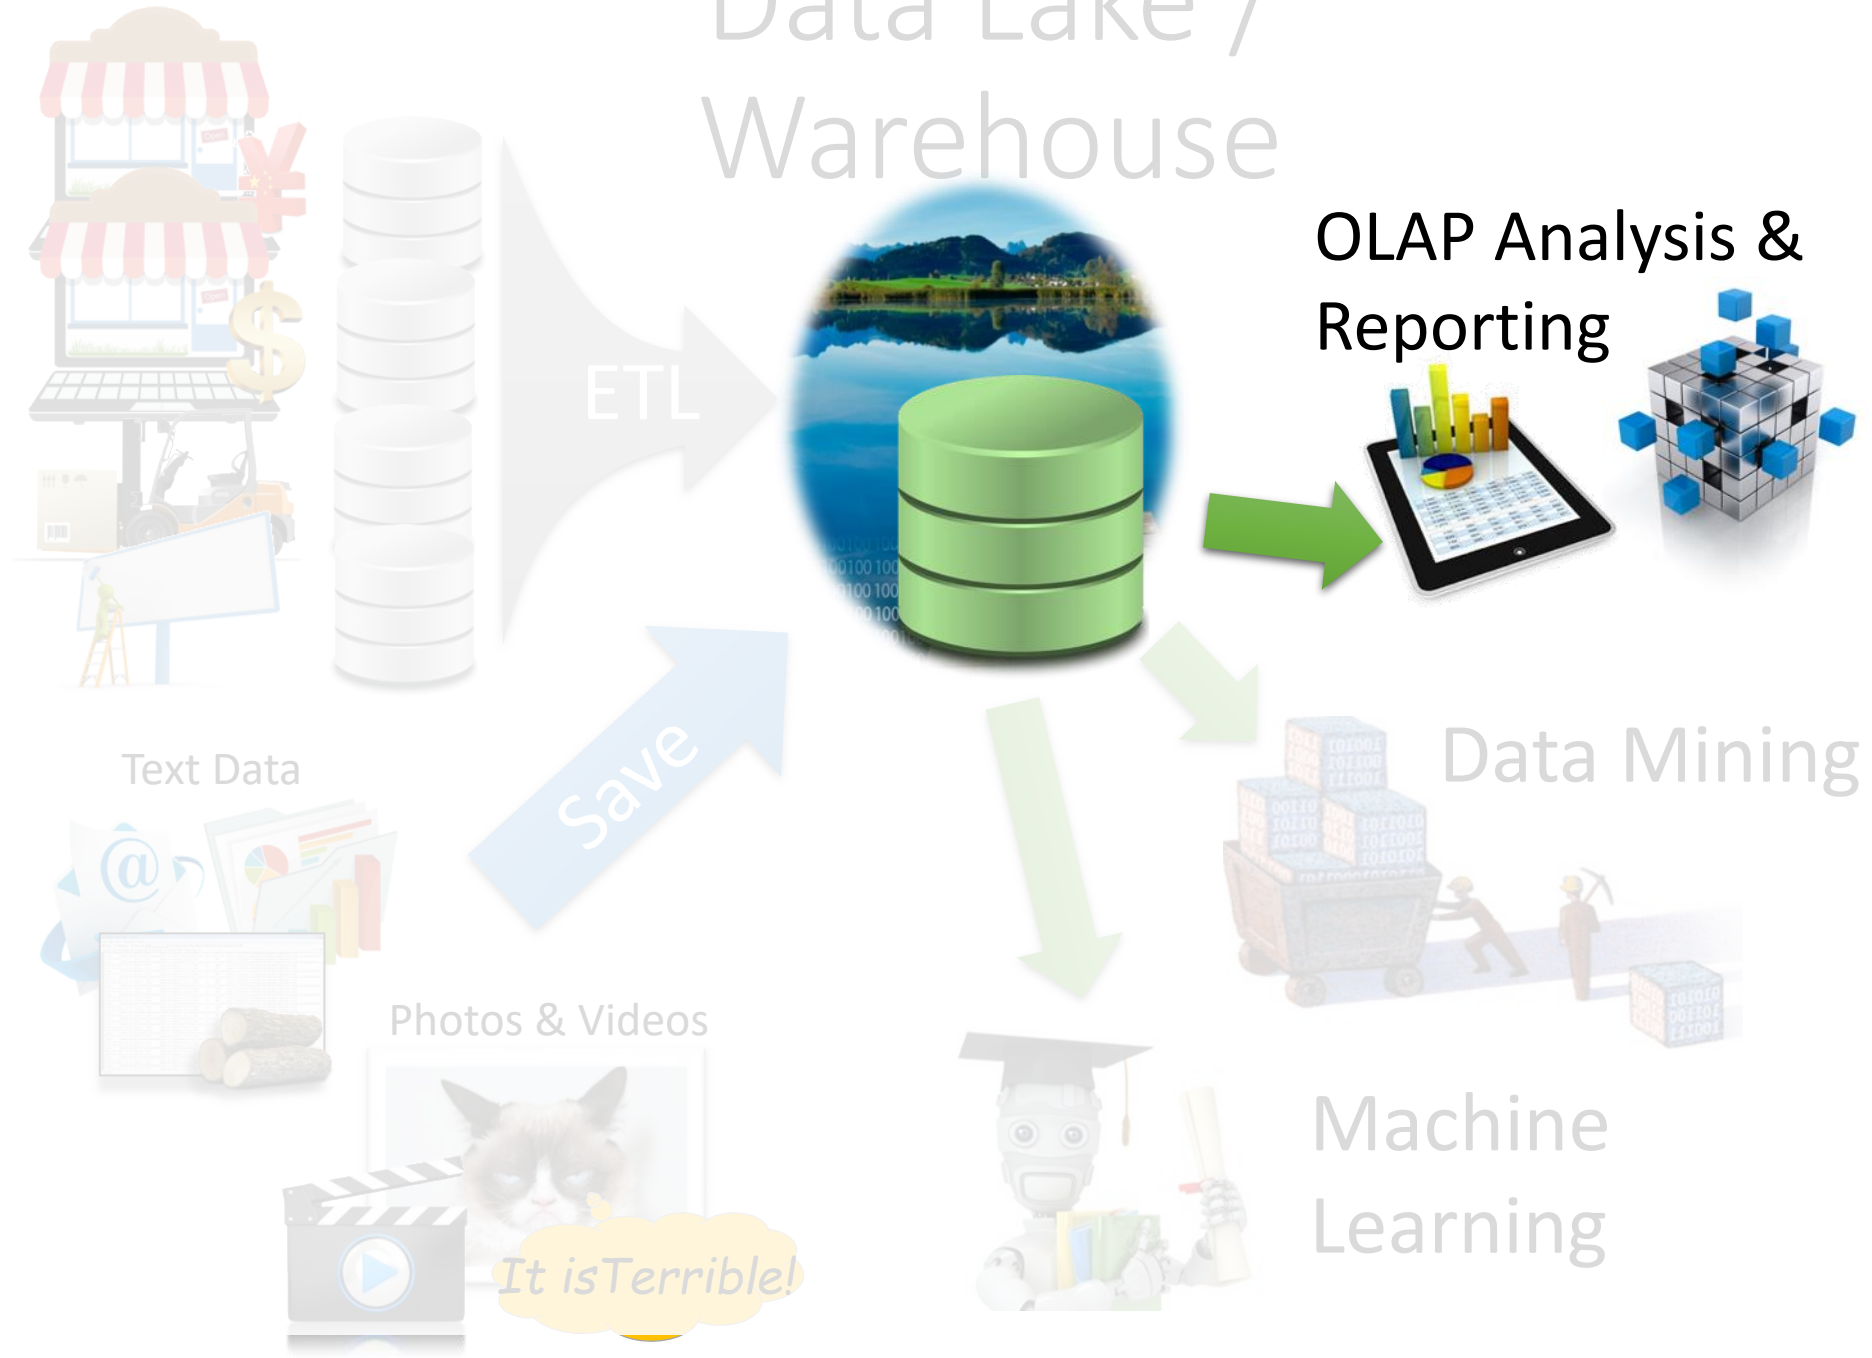 Data Lake /
Warehouse
OLAP Analysis &
Reporting
ETL
Save
Text Data
Data Mining
Photos & Videos
Machine
Learning
It isTerrible!